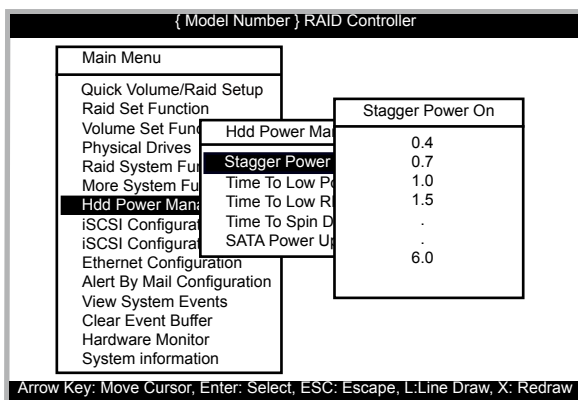 { Model Number } RAID Controller
Main Menu
Quick Volume/Raid Setup
Raid Set Function
Volume Set Func
Physical Drives
Raid System Fu
More System Fu
Hdd Power Mana
iSCSI Configurat
iSCSI Configurat
Ethernet Configuration
Alert By Mail Configuration
View System Events
Clear Event Buffer
Hardware Monitor
System information
Hdd Power Ma
Stagger Power
Time To Low Po
Time To Low R
Time To Spin D
SATA Power Up
Stagger Power On
0.4
0.7
1.0
1.5
.
.
6.0
Arrow Key: Move Cursor, Enter: Select, ESC: Escape, L:Line Draw, X: Redraw